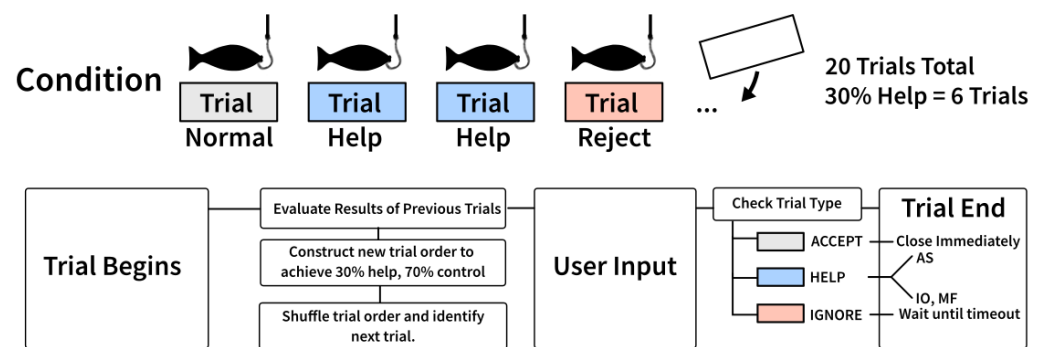 Condition
Trial
Normal
Trial
Help
Trial
Help
Trial
Reject
...
20 Trials Total
30% Help = 6 Trials
Trial Begins
Evaluate Results of Previous Trials
Construct new trial order to
achieve 30% help, 70% control
Shuffle trial order and identify
next trial.
User Input
Check Trial Type
ACCEPT
HELP
IGNORE
Trial End
Close Immediately
AS
IO, MF
Wait until timeout